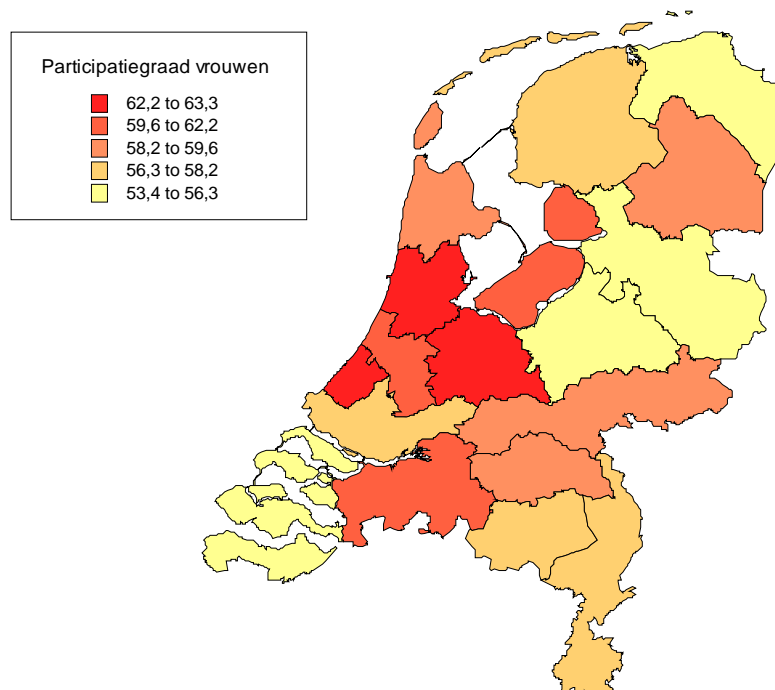 Participatiegraad vrouwen
62,2 to 63,3
59,6 to 62,2
58,2 to 59,6
56,3 to 58,2
53,4 to 56,3